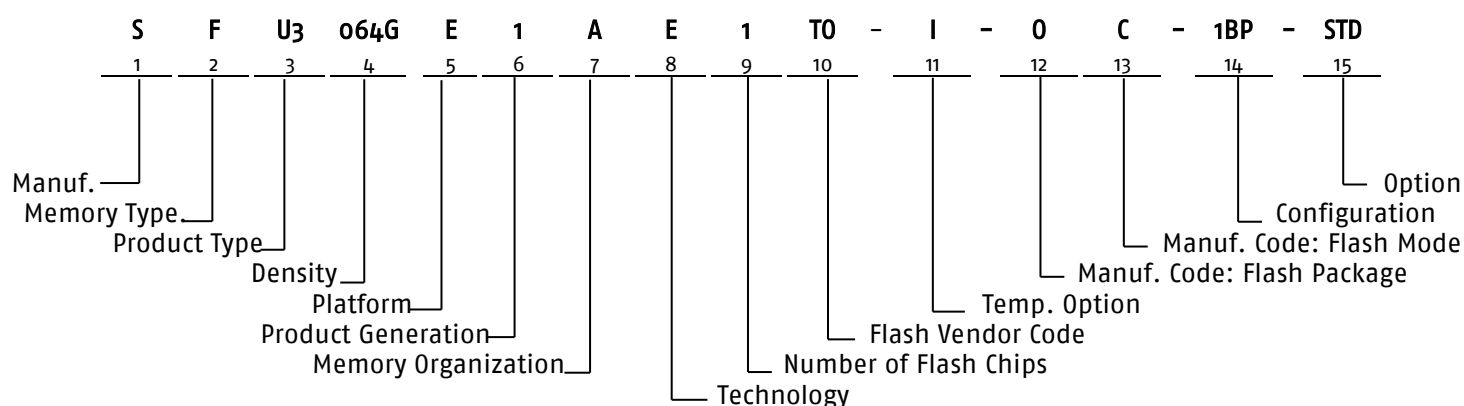 S F U3 064G E 1 A E 1 TO - I - O C - 1BP - STD
1 2 3 4 5 6 7 8 9 10 11 12 13 14 15
Manuf. Option
Memory Type. Configuration
Product Type Manuf. Code: Flash Mode
Density Manuf. Code: Flash Package
Platform Temp. Option
Product Generation Flash Vendor Code
Memory Organization Number of Flash Chips
Technology